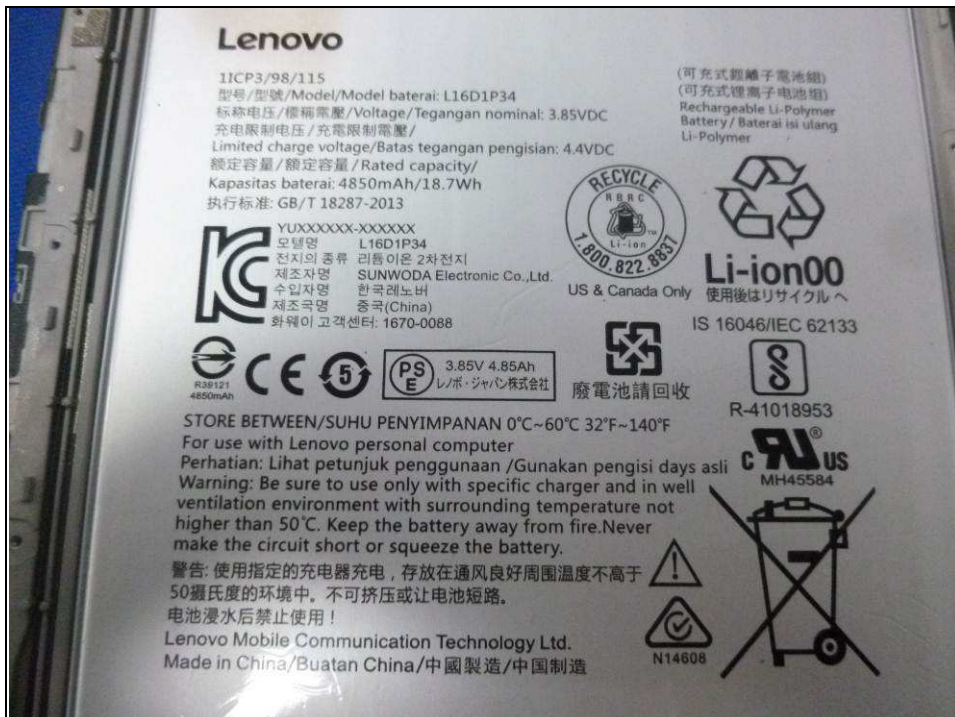 Lenovo
1ICP3/98/115
型号/型號/Model/Model baterai: L16D1P34
标称电压/標稱電壓/Voltage/Tegangan nominal: 3.85VDC
充电限制电压/充電限制電壓/
Limited charge voltage/Batas tegangan pengisian: 4.4VDC
额定容量/額定容量/Rated capacity/
Kapasitas baterai: 4850mAh/18.7Wh
执行标准: GB/T 18287-2013
(可充式鋰離子電池組)
(可充式锂离子电池组)
Rechargeable Li-Polymer
Battery/Baterai isi ulang
Li-Polymer
YUXXXXXX-XXXXXX
모델명 L16D1P34
전지의 종류 리튬이온 2차전지
제조자명 SUNWODA Electronic Co.,Ltd.
수입자명 한국레노버
제조국명 중국(China)
화웨이 고객센터: 1670-0088
RECYCLE
RBRC
Li-ion
TM
1.800.822.8837
US & Canada Only
Li-ion00
使用後はリサイクルへ
R39121
4850mAh
CE
5
PS
E
3.85V 4.85Ah
レノボ・ジャパン株式会社
廢電池請回收
IS 16046/IEC 62133
R-41018953
C RU® US
MH45584
STORE BETWEEN/SUHU PENYIMPANAN 0°C~60°C 32°F~140°F
For use with Lenovo personal computer
Perhatian: Lihat petunjuk penggunaan /Gunakan pengisi days asli
Warning: Be sure to use only with specific charger and in well
ventilation environment with surrounding temperature not
higher than 50°C. Keep the battery away from fire.Never
make the circuit short or squeeze the battery.
警告: 使用指定的充电器充电，存放在通风良好周围温度不高于
50摄氏度的环境中。不可挤压或让电池短路。
电池浸水后禁止使用！
Lenovo Mobile Communication Technology Ltd.
Made in China/Buatan China/中國製造/中国制造
N14608